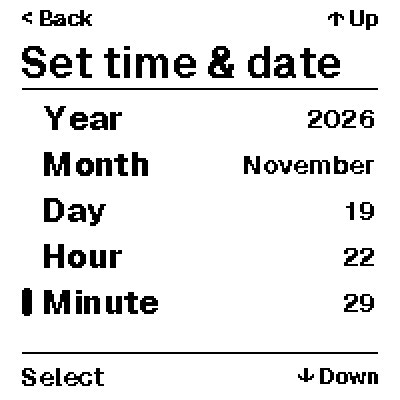 < Back ↑ Up
Set time & date
Year 2026
Month November
Day 19
Hour 22
Minute 29
Select ↓ Down